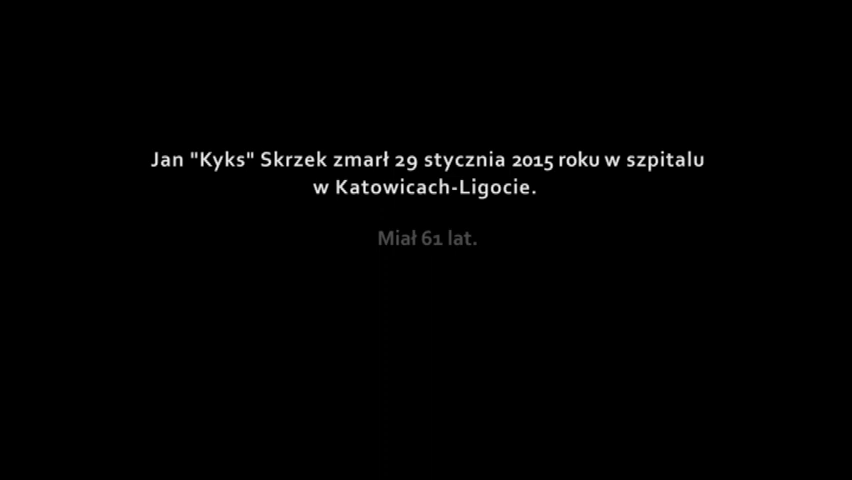 Jan "Kyks" Skrzek zmarł 29 stycznia 2015 roku w szpitalu
w Katowicach-Ligocie.
Miał 61 lat.